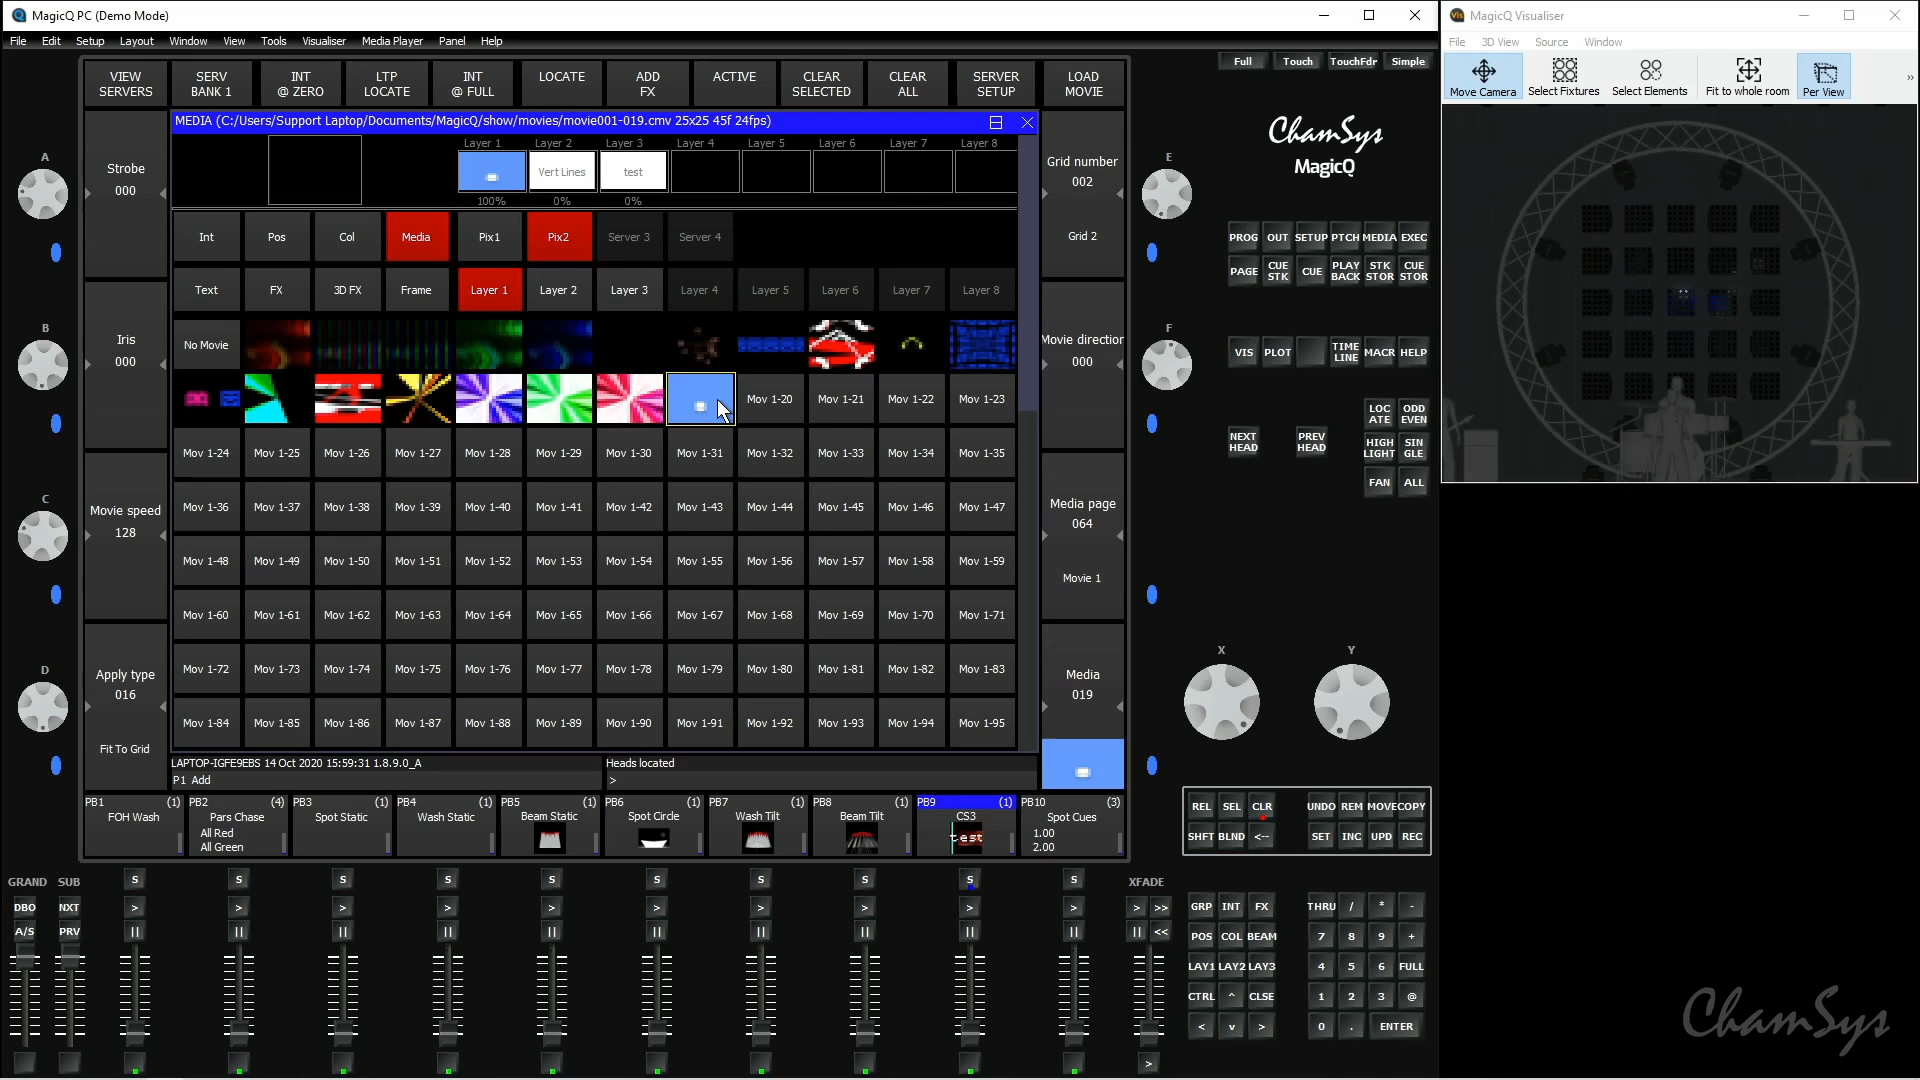 MagicQ PC (Demo Mode)
File Edit Setup Layout Window View Tools Visualiser Media Player Panel Help
VIEW SERVERS
SERV BANK 1
INT @ ZERO
LTP LOCATE
INT @ FULL
LOCATE
ADD FX
ACTIVE
CLEAR SELECTED
CLEAR ALL
SERVER SETUP
LOAD MOVIE
MEDIA (C:/Users/Support Laptop/Documents/MagicQ/show/movies/movie001-019.cmv 25x25 45f 24fps)
Layer 1 Layer 2 Layer 3 Layer 4 Layer 5 Layer 6 Layer 7 Layer 8
Vert Lines test
100% 0% 0%
Int Pos Col Media Pix1 Pix2 Server 3 Server 4
Text FX 3D FX Frame Layer 1 Layer 2 Layer 3 Layer 4 Layer 5 Layer 6 Layer 7 Layer 8
No Movie
Mov 1-20 Mov 1-21 Mov 1-22 Mov 1-23
Mov 1-24 Mov 1-25 Mov 1-26 Mov 1-27 Mov 1-28 Mov 1-29 Mov 1-30 Mov 1-31 Mov 1-32 Mov 1-33 Mov 1-34 Mov 1-35
Mov 1-36 Mov 1-37 Mov 1-38 Mov 1-39 Mov 1-40 Mov 1-41 Mov 1-42 Mov 1-43 Mov 1-44 Mov 1-45 Mov 1-46 Mov 1-47
Mov 1-48 Mov 1-49 Mov 1-50 Mov 1-51 Mov 1-52 Mov 1-53 Mov 1-54 Mov 1-55 Mov 1-56 Mov 1-57 Mov 1-58 Mov 1-59
Mov 1-60 Mov 1-61 Mov 1-62 Mov 1-63 Mov 1-64 Mov 1-65 Mov 1-66 Mov 1-67 Mov 1-68 Mov 1-69 Mov 1-70 Mov 1-71
Mov 1-72 Mov 1-73 Mov 1-74 Mov 1-75 Mov 1-76 Mov 1-77 Mov 1-78 Mov 1-79 Mov 1-80 Mov 1-81 Mov 1-82 Mov 1-83
Mov 1-84 Mov 1-85 Mov 1-86 Mov 1-87 Mov 1-88 Mov 1-89 Mov 1-90 Mov 1-91 Mov 1-92 Mov 1-93 Mov 1-94 Mov 1-95
LAPTOP-IGFE9EBS 14 Oct 2020 15:59:31 1.8.9.0_A
Heads located
P1 Add
>
A
Strobe
000
B
Iris
000
C
Movie speed
128
D
Apply type
016
Fit To Grid
E
Grid number
002
Grid 2
F
Movie direction
000
Media page
064
Movie 1
Media
019
PB1 (1) PB2 (4) PB3 (1) PB4 (1) PB5 (1) PB6 (1) PB7 (1) PB8 (1) PB9 (1) PB10 (3)
FOH Wash Pars Chase Spot Static Wash Static Beam Static Spot Circle Wash Tilt Beam Tilt CS3 Spot Cues
All Red test 1.00
All Green 2.00
GRAND SUB S S S S S S S S S S XFADE
DBO NXT > > > > > > > > > > > >>
A/S PRV || || || || || || || || || || || <<
>
Full Touch TouchFdr Simple
ChamSys
MagicQ
PROG OUT SETUP PTCH MEDIA EXEC
PAGE CUE STK CUE PLAY BACK STK STOR CUE STOR
VIS PLOT TIME LINE MACR HELP
LOC ATE ODD EVEN
NEXT HEAD PREV HEAD HIGH LIGHT SIN GLE
FAN ALL
X Y
REL SEL CLR UNDO REM MOVE COPY
SHFT BLND <-- SET INC UPD REC
GRP INT FX THRU / * -
POS COL BEAM 7 8 9 +
LAY1 LAY2 LAY3 4 5 6 FULL
CTRL ^ CLSE 1 2 3 @
< v > 0 . ENTER
MagicQ Visualiser
File 3D View Source Window
Move Camera Select Fixtures Select Elements Fit to whole room Per View »
ChamSys